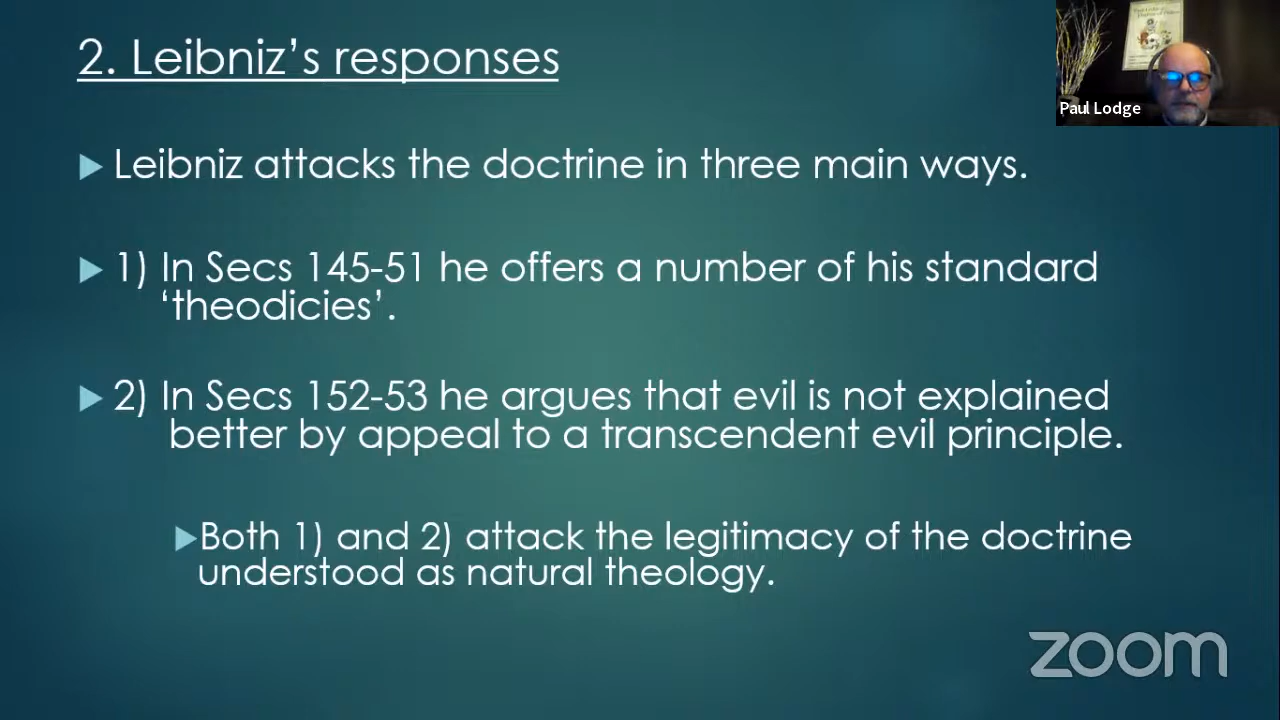 2. Leibniz’s responses
Paul Lodge
Leibniz attacks the doctrine in three main ways.
1) In Secs 145-51 he offers a number of his standard
‘theodicies’.
2) In Secs 152-53 he argues that evil is not explained
better by appeal to a transcendent evil principle.
Both 1) and 2) attack the legitimacy of the doctrine
understood as natural theology.
zoom